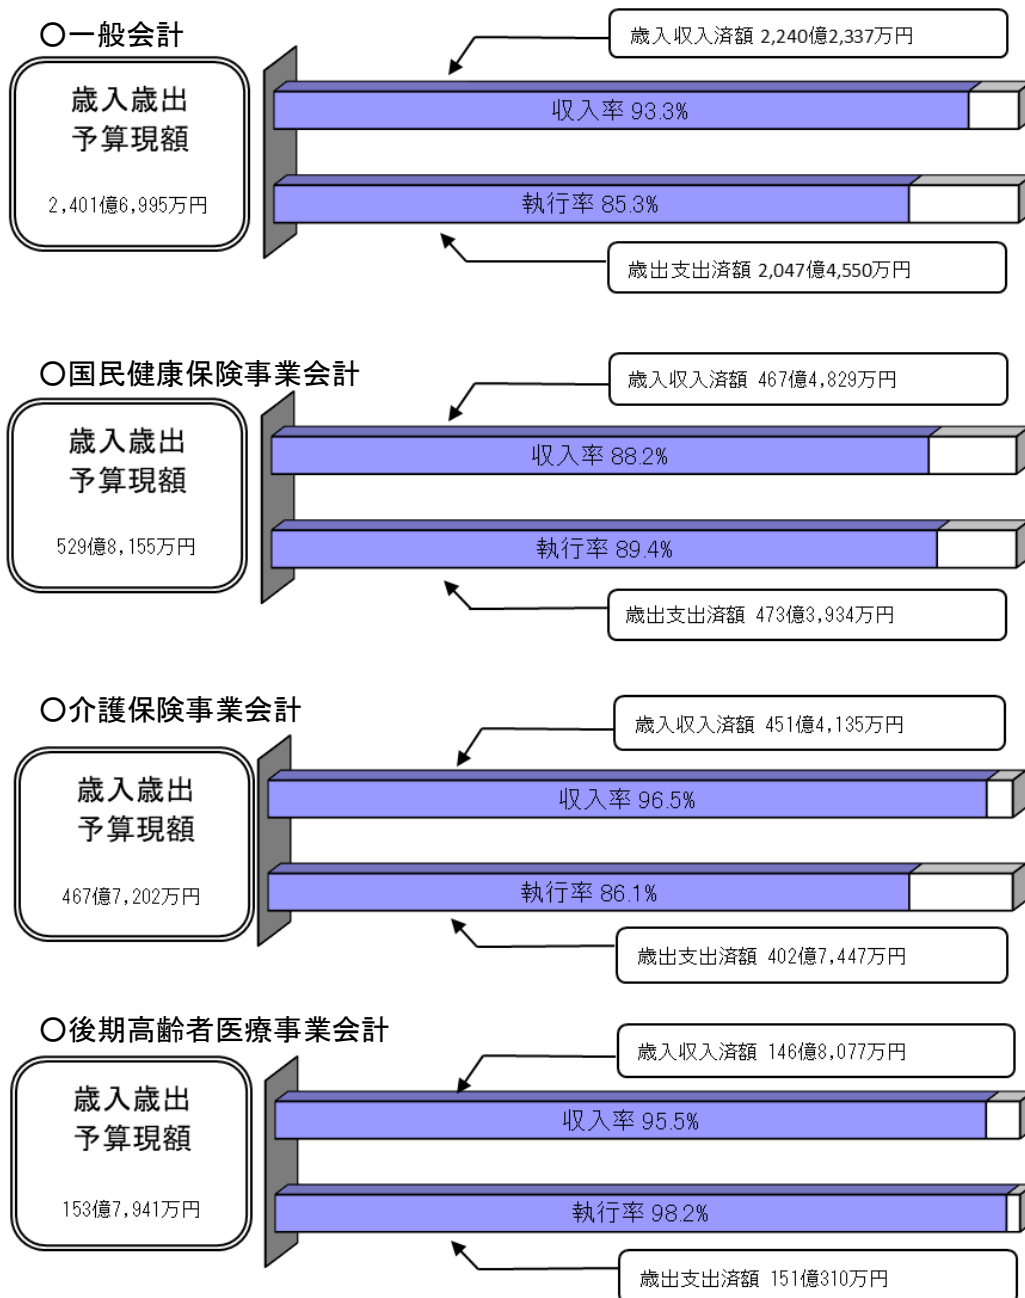 〇一般会計
歳入歳出
予算現額
2,401億6,995万円
歳入収入済額 2,240億2,337万円
収入率 93.3%
執行率 85.3%
歳出支出済額 2,047億4,550万円
〇国民健康保険事業会計
歳入歳出
予算現額
529億8,155万円
歳入収入済額 467億4,829万円
収入率 88.2%
執行率 89.4%
歳出支出済額 473億3,934万円
〇介護保険事業会計
歳入歳出
予算現額
467億7,202万円
歳入収入済額 451億4,135万円
収入率 96.5%
執行率 86.1%
歳出支出済額 402億7,447万円
〇後期高齢者医療事業会計
歳入歳出
予算現額
153億7,941万円
歳入収入済額 146億8,077万円
収入率 95.5%
執行率 98.2%
歳出支出済額 151億310万円